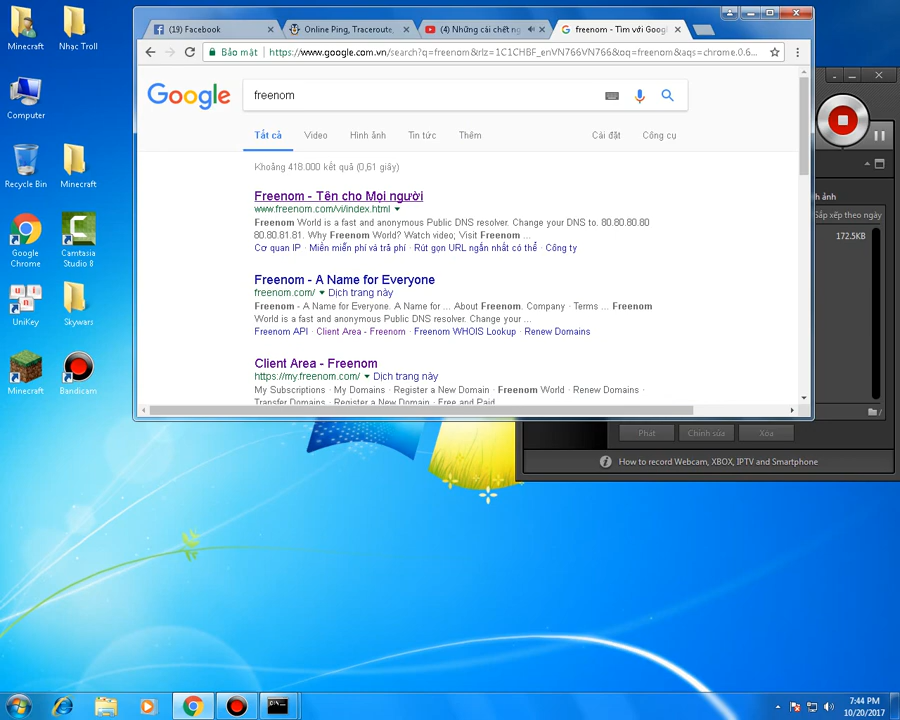 Minecraft
Nhạc Troll
Computer
Recycle Bin
Minecraft
Google Chrome
Camtasia Studio 8
UniKey
Skywars
Minecraft
Bandicam
(19) Facebook
Online Ping, Traceroute,
(4) Những cái chết ng
freenom - Tìm với Goog
Bảo mật
https://www.google.com.vn/search?q=freenom&rlz=1C1CHBF_enVN766VN766&oq=freenom&aqs=chrome.0.6...
Google
freenom
Tất cả Video Hình ảnh Tin tức Thêm Cài đặt Công cụ
Khoảng 418.000 kết quả (0,61 giây)
Freenom - Tên cho Mọi người
www.freenom.com/vi/index.html
Freenom World is a fast and anonymous Public DNS resolver. Change your DNS to. 80.80.80.80
80.80.81.81. Why Freenom World? Watch video; Visit Freenom ...
Cơ quan IP · Miền miễn phí và trả phí · Rút gọn URL ngắn nhất có thể · Công ty
Freenom - A Name for Everyone
freenom.com/ Dịch trang này
Freenom - A Name for Everyone. A Name for ... About Freenom. Company · Terms ... Freenom
World is a fast and anonymous Public DNS resolver. Change your ...
Freenom API · Client Area - Freenom · Freenom WHOIS Lookup · Renew Domains
Client Area - Freenom
https://my.freenom.com/ Dịch trang này
My Subscriptions · My Domains · Register a New Domain · Freenom World · Renew Domains ·
Transfer Domains · Register a New Domain · Free and Paid
h ảnh
Sắp xếp theo ngày
172.5KB
Phát Chỉnh sửa Xoa
How to record Webcam, XBOX, IPTV and Smartphone
7:44 PM
10/20/2017